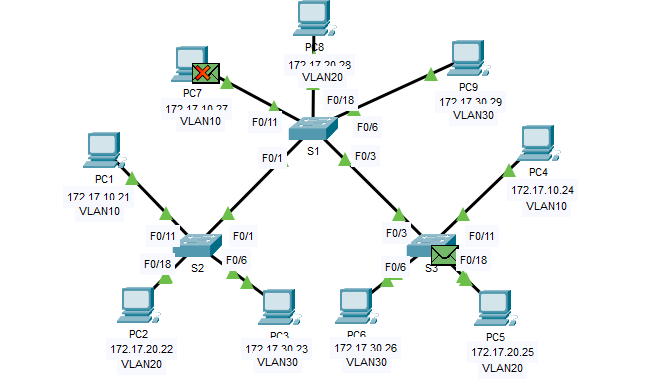 PC8
172.17.20.28
VLAN20
PC7
172.17.10.27
VLAN10
PC9
172.17.30.29
VLAN30
F0/18
F0/11
F0/6
S1
F0/1
F0/3
PC1
172.17.10.21
VLAN10
PC4
172.17.10.24
VLAN10
F0/11
F0/1
F0/18
F0/6
S2
F0/3
F0/11
F0/6
F0/18
S3
PC2
172.17.20.22
VLAN20
PC3
172.17.30.23
VLAN30
PC6
172.17.30.26
VLAN30
PC5
172.17.20.25
VLAN20